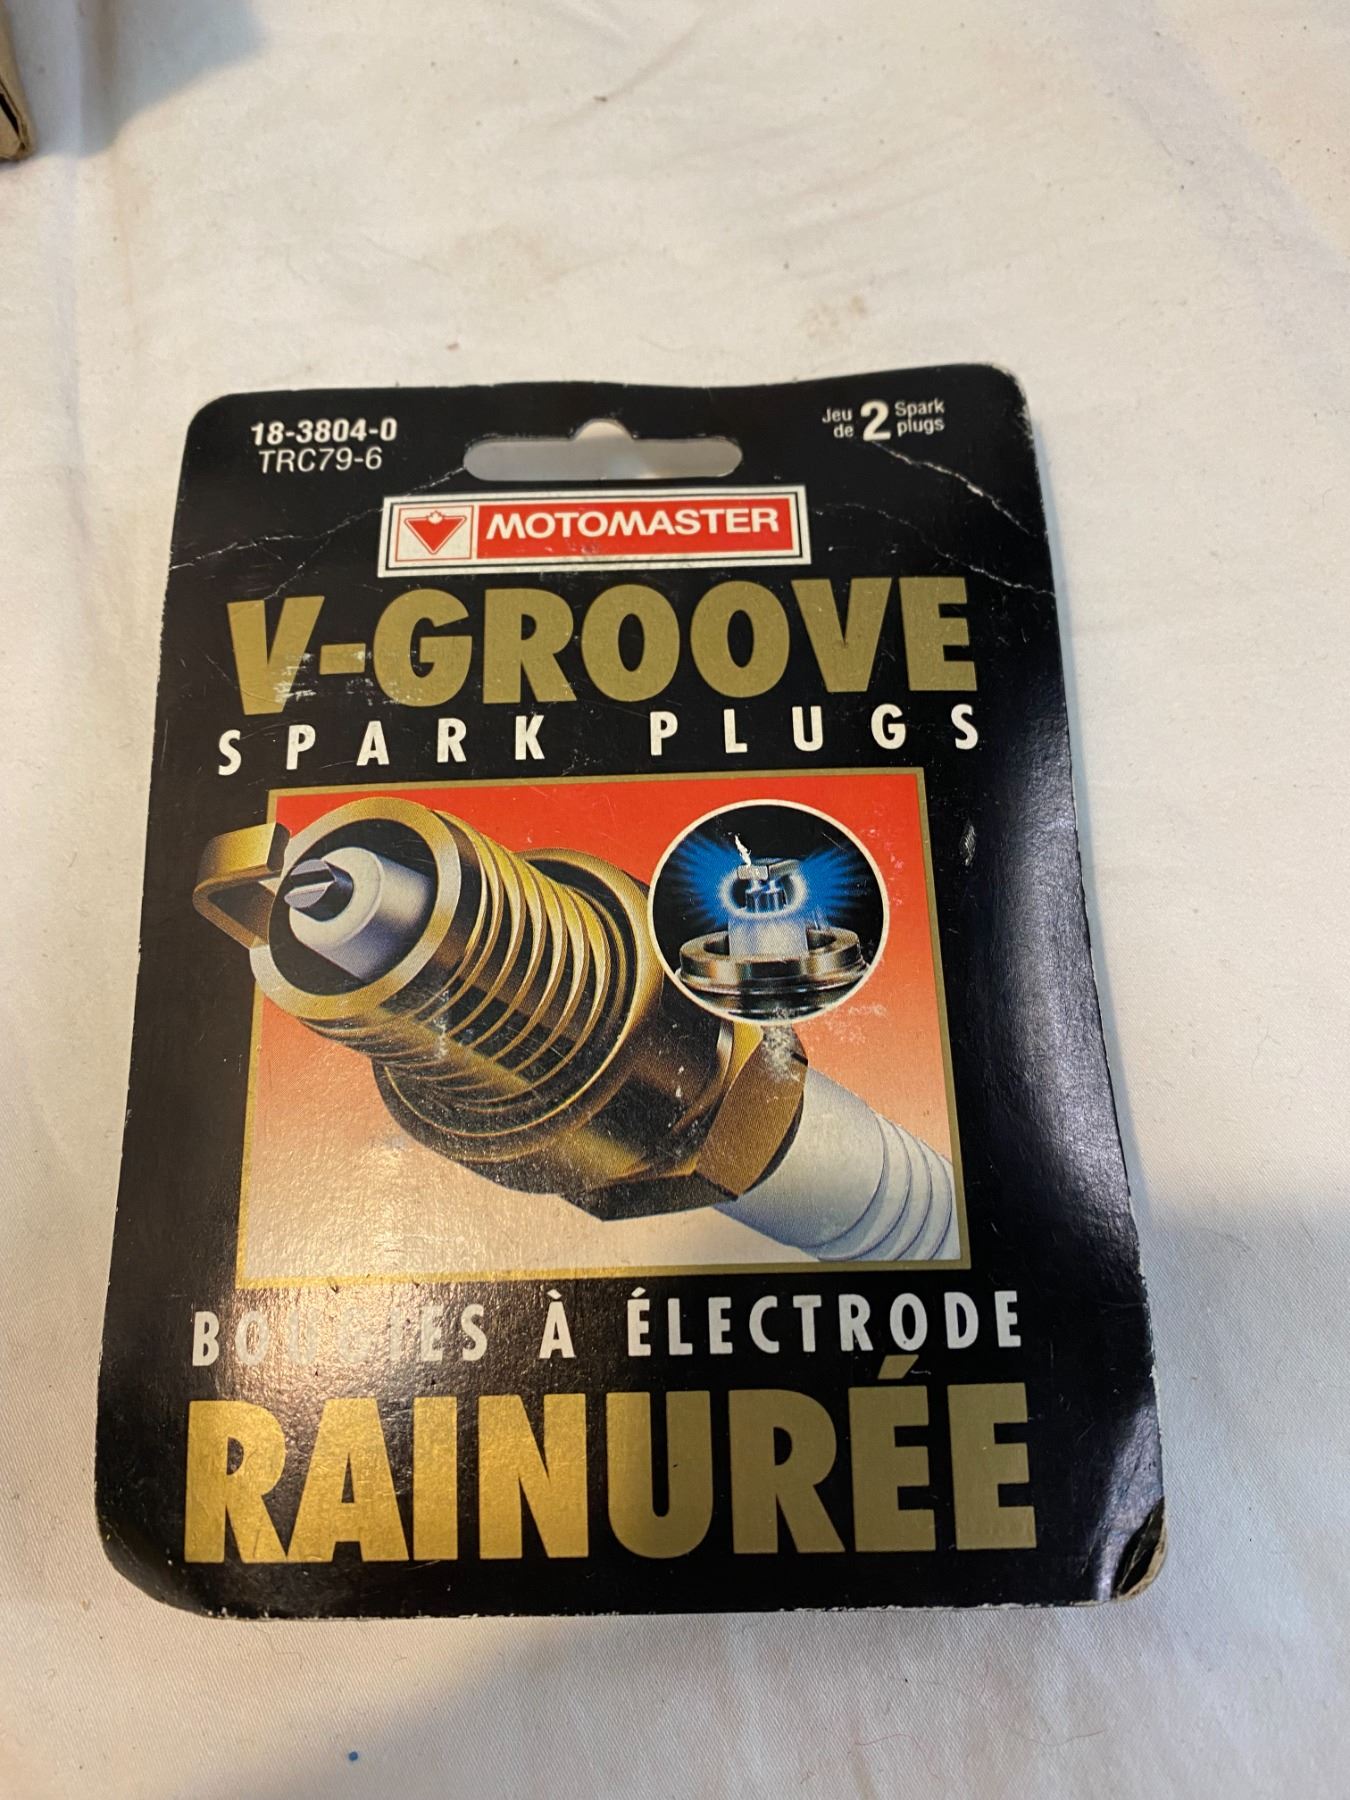 18-3804-0
TRC79-6
Jeu de 2 Spark plugs
MOTOMASTER
V-GROOVE
SPARK PLUGS
BOUGIES À ÉLECTRODE
RAINURÉE